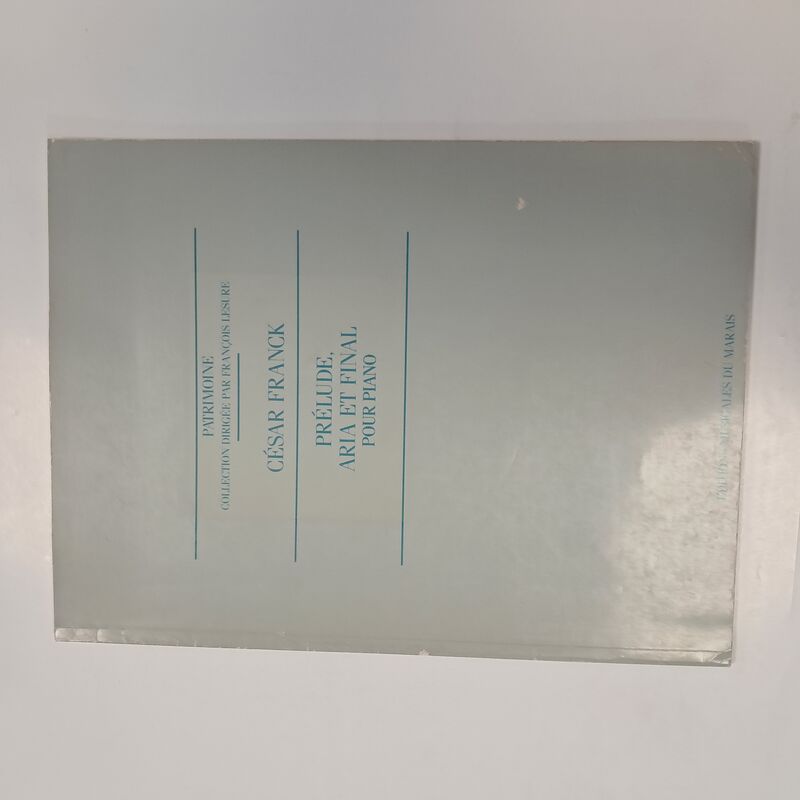 PATRIMOINE
COLLECTION DIRIGÉE PAR FRANÇOIS LESURE
CÉSAR FRANCK
PRÉLUDE,
ARIA ET FINAL
POUR PIANO
MUSICALES DU MARAIS